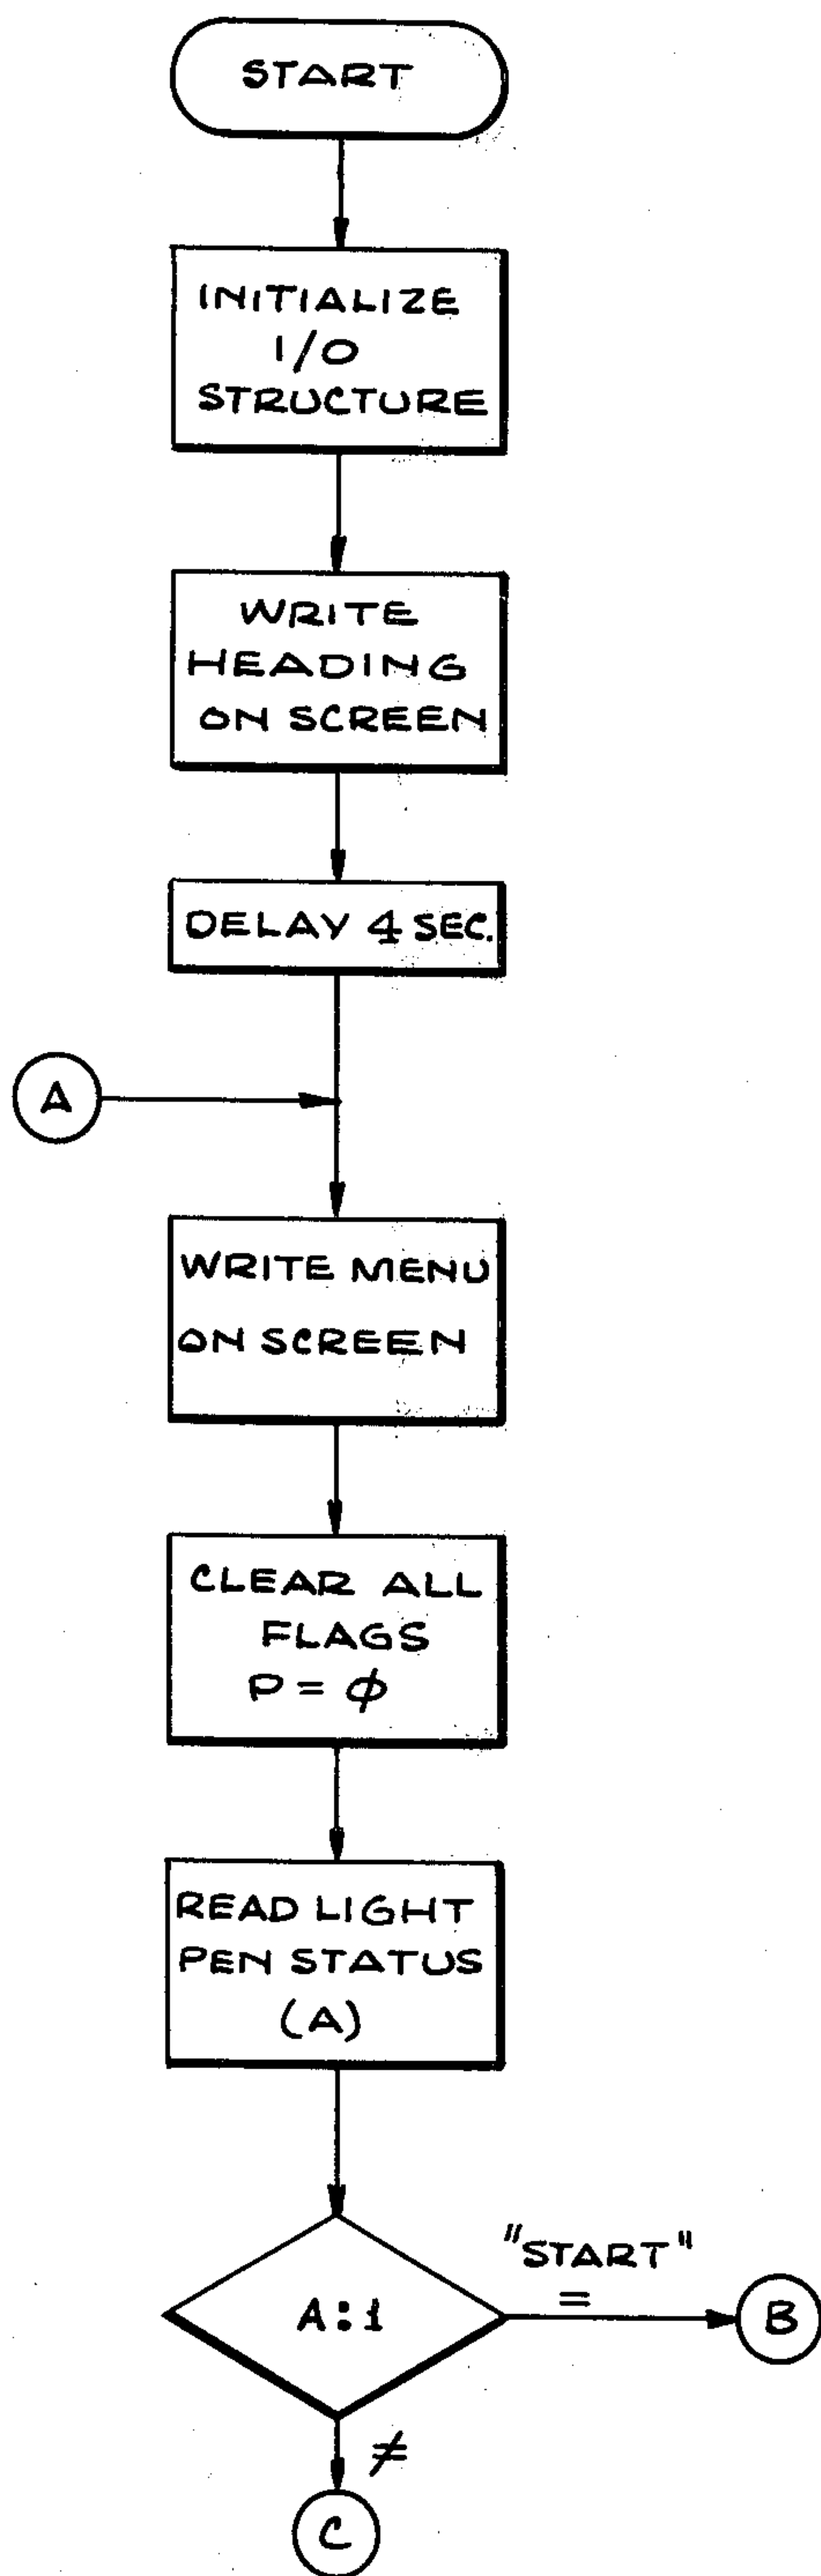 START
INITIALIZE
I/O
STRUCTURE
WRITE
HEADING
ON SCREEN
DELAY 4 SEC.
A
WRITE MENU
ON SCREEN
CLEAR ALL
FLAGS
P = ϕ
READ LIGHT
PEN STATUS
(A)
A:1
"START"
=
B
≠
C